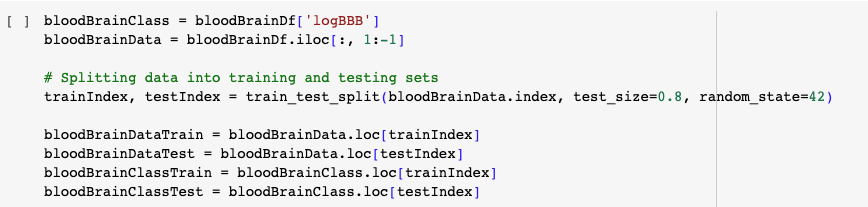 [ ] bloodBrainClass = bloodBrainDf['logBBB']
bloodBrainData = bloodBrainDf.iloc[:, 1:-1]
# Splitting data into training and testing sets
trainIndex, testIndex = train_test_split(bloodBrainData.index, test_size=0.8, random_state=42)
bloodBrainDataTrain = bloodBrainData.loc[trainIndex]
bloodBrainDataTest = bloodBrainData.loc[testIndex]
bloodBrainClassTrain = bloodBrainClass.loc[trainIndex]
bloodBrainClassTest = bloodBrainClass.loc[testIndex]